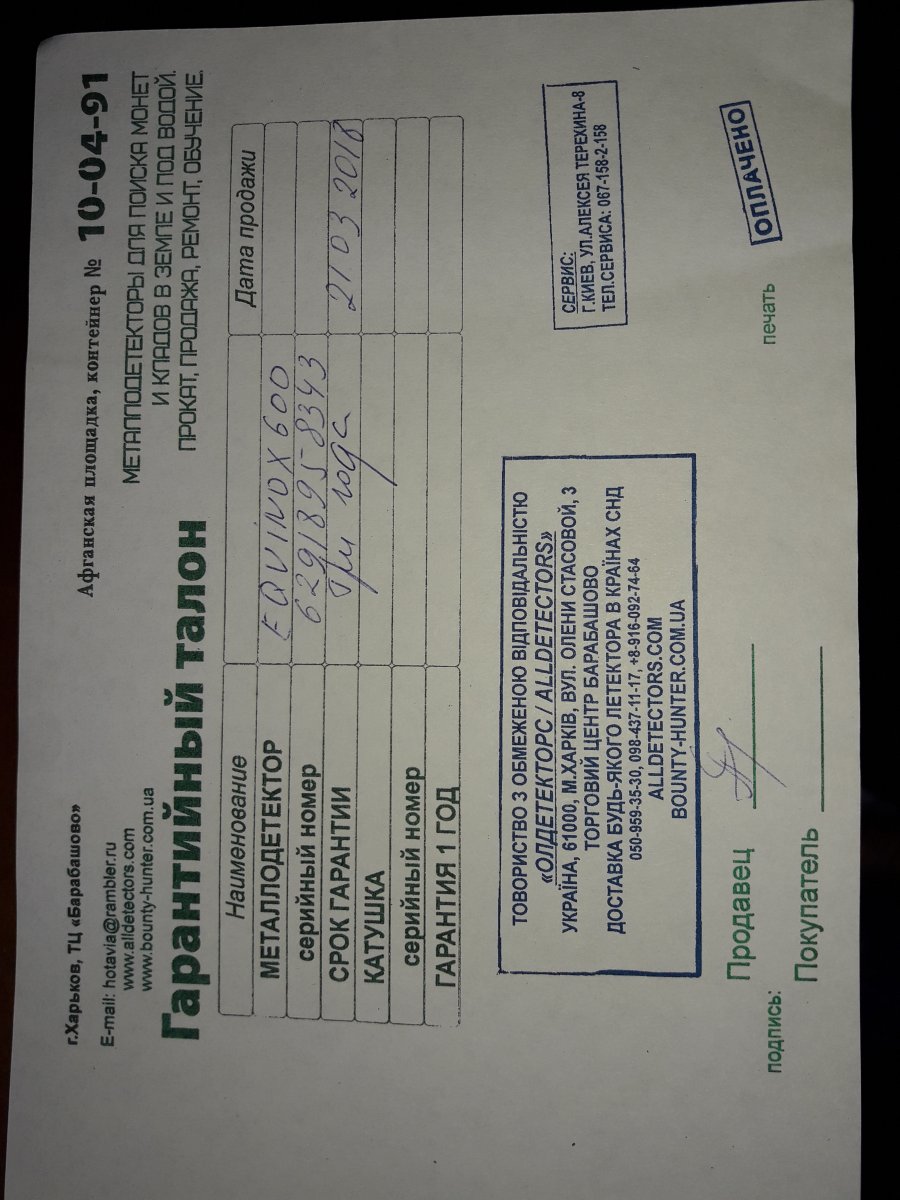 г.Харьков, ТЦ «Барабашово»
Афганская площадка, контейнер № 10-04-91
E-mail: hotavia@rambler.ru
www.alldetectors.com
www.bounty-hunter.com.ua
МЕТАЛЛОДЕТЕКТОРЫ ДЛЯ ПОИСКА МОНЕТ
И КЛАДОВ В ЗЕМЛЕ И ПОД ВОДОЙ.
ПРОКАТ, ПРОДАЖА, РЕМОНТ, ОБУЧЕНИЕ.
Гарантийный талон
Наименование Дата продажи
МЕТАЛЛОДЕТЕКТОР EQUINOX 600
серийный номер 6291895-8343
СРОК ГАРАНТИИ три года 21 03 2018
КАТУШКА
серийный номер
ГАРАНТИЯ 1 ГОД
ТОВОРИСТВО З ОБМЕЖЕНОЮ ВІДПОВІДАЛЬНІСТЮ
«ОЛДЕТЕКТОРС / ALLDETECTORS»
УКРАЇНА, 61000, М.ХАРКІВ, ВУЛ. ОЛЕНИ СТАСОВОЙ, 3
ТОРГОВИЙ ЦЕНТР БАРАБАШОВО
ДОСТАВКА БУДЬ-ЯКОГО ЛЕТЕКТОРА В КРАЇНАХ СНД
050-959-35-30, 098-437-11-17, +8-916-092-74-64
ALLDETECTORS.COM
BOUNTY-HUNTER.COM.UA
СЕРВИС:
Г.КИЕВ, УЛ.АЛЕКСЕЯ ТЕРЕХИНА-8
ТЕЛ.СЕРВИСА: 067-158-2-158
Продавец
подпись:
Покупатель
печать
ОПЛАЧЕНО